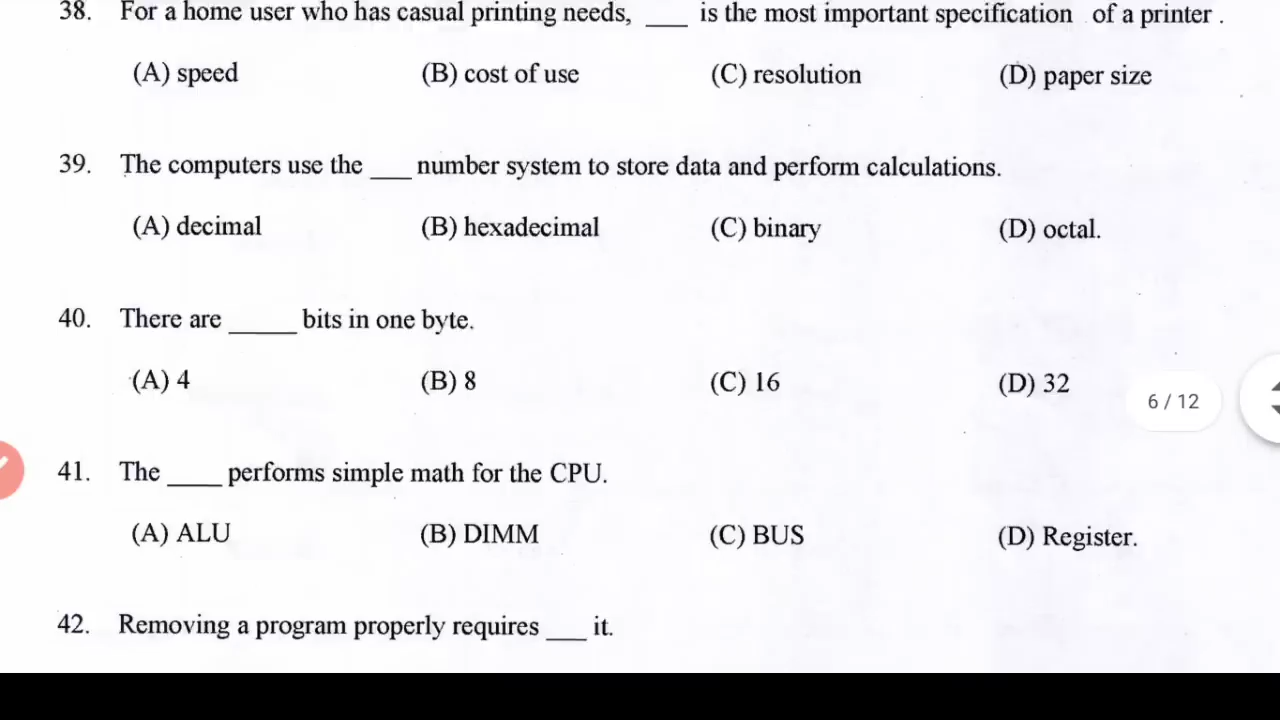 38. For a home user who has casual printing needs, ___ is the most important specification of a printer .
(A) speed (B) cost of use (C) resolution (D) paper size
39. The computers use the ___ number system to store data and perform calculations.
(A) decimal (B) hexadecimal (C) binary (D) octal.
40. There are _____ bits in one byte.
(A) 4 (B) 8 (C) 16 (D) 32
6 / 12
41. The ____ performs simple math for the CPU.
(A) ALU (B) DIMM (C) BUS (D) Register.
42. Removing a program properly requires ___ it.